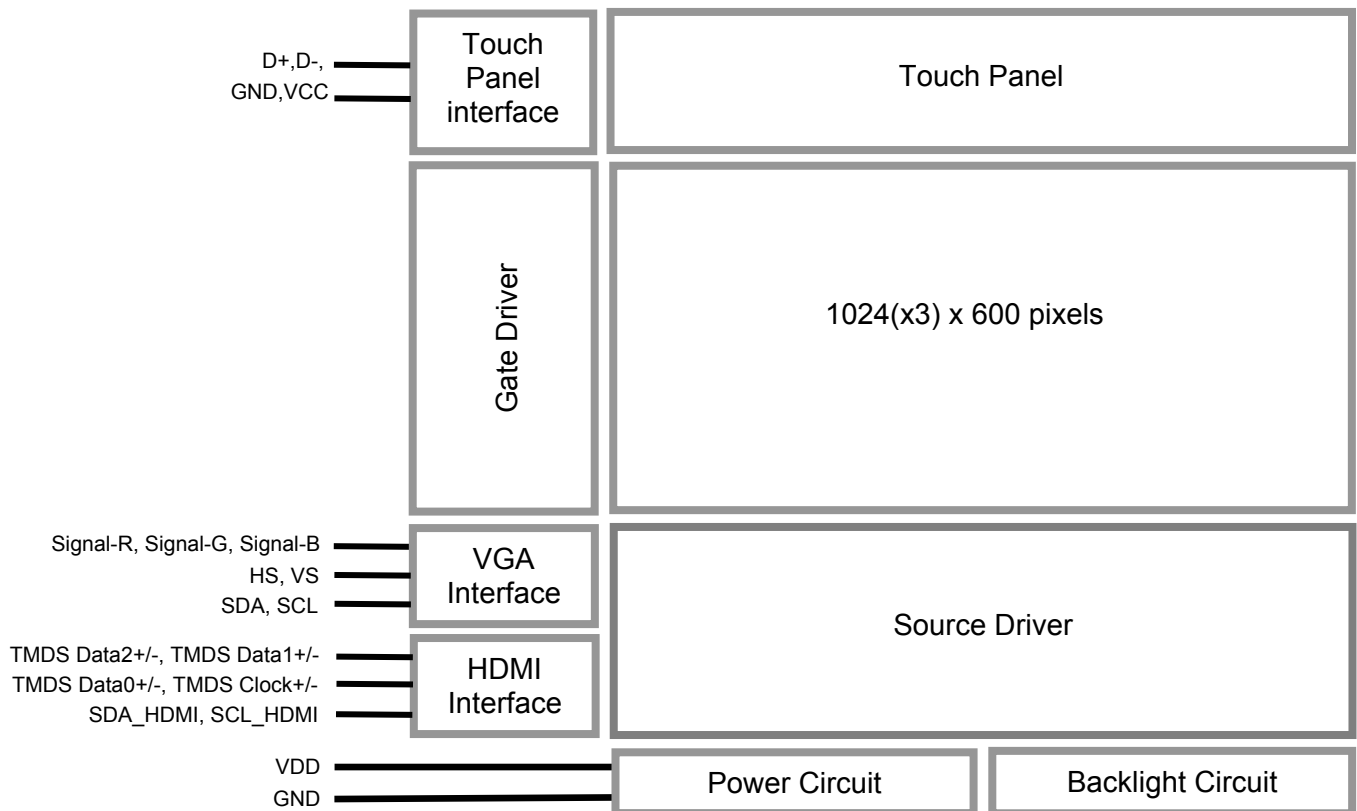 D+,D-,
GND,VCC
Touch
Panel
interface
Touch Panel
Gate Driver
1024(x3) x 600 pixels
Signal-R, Signal-G, Signal-B
HS, VS
SDA, SCL
VGA
Interface
Source Driver
TMDS Data2+/-, TMDS Data1+/-
TMDS Data0+/-, TMDS Clock+/-
SDA_HDMI, SCL_HDMI
HDMI
Interface
VDD
GND
Power Circuit
Backlight Circuit